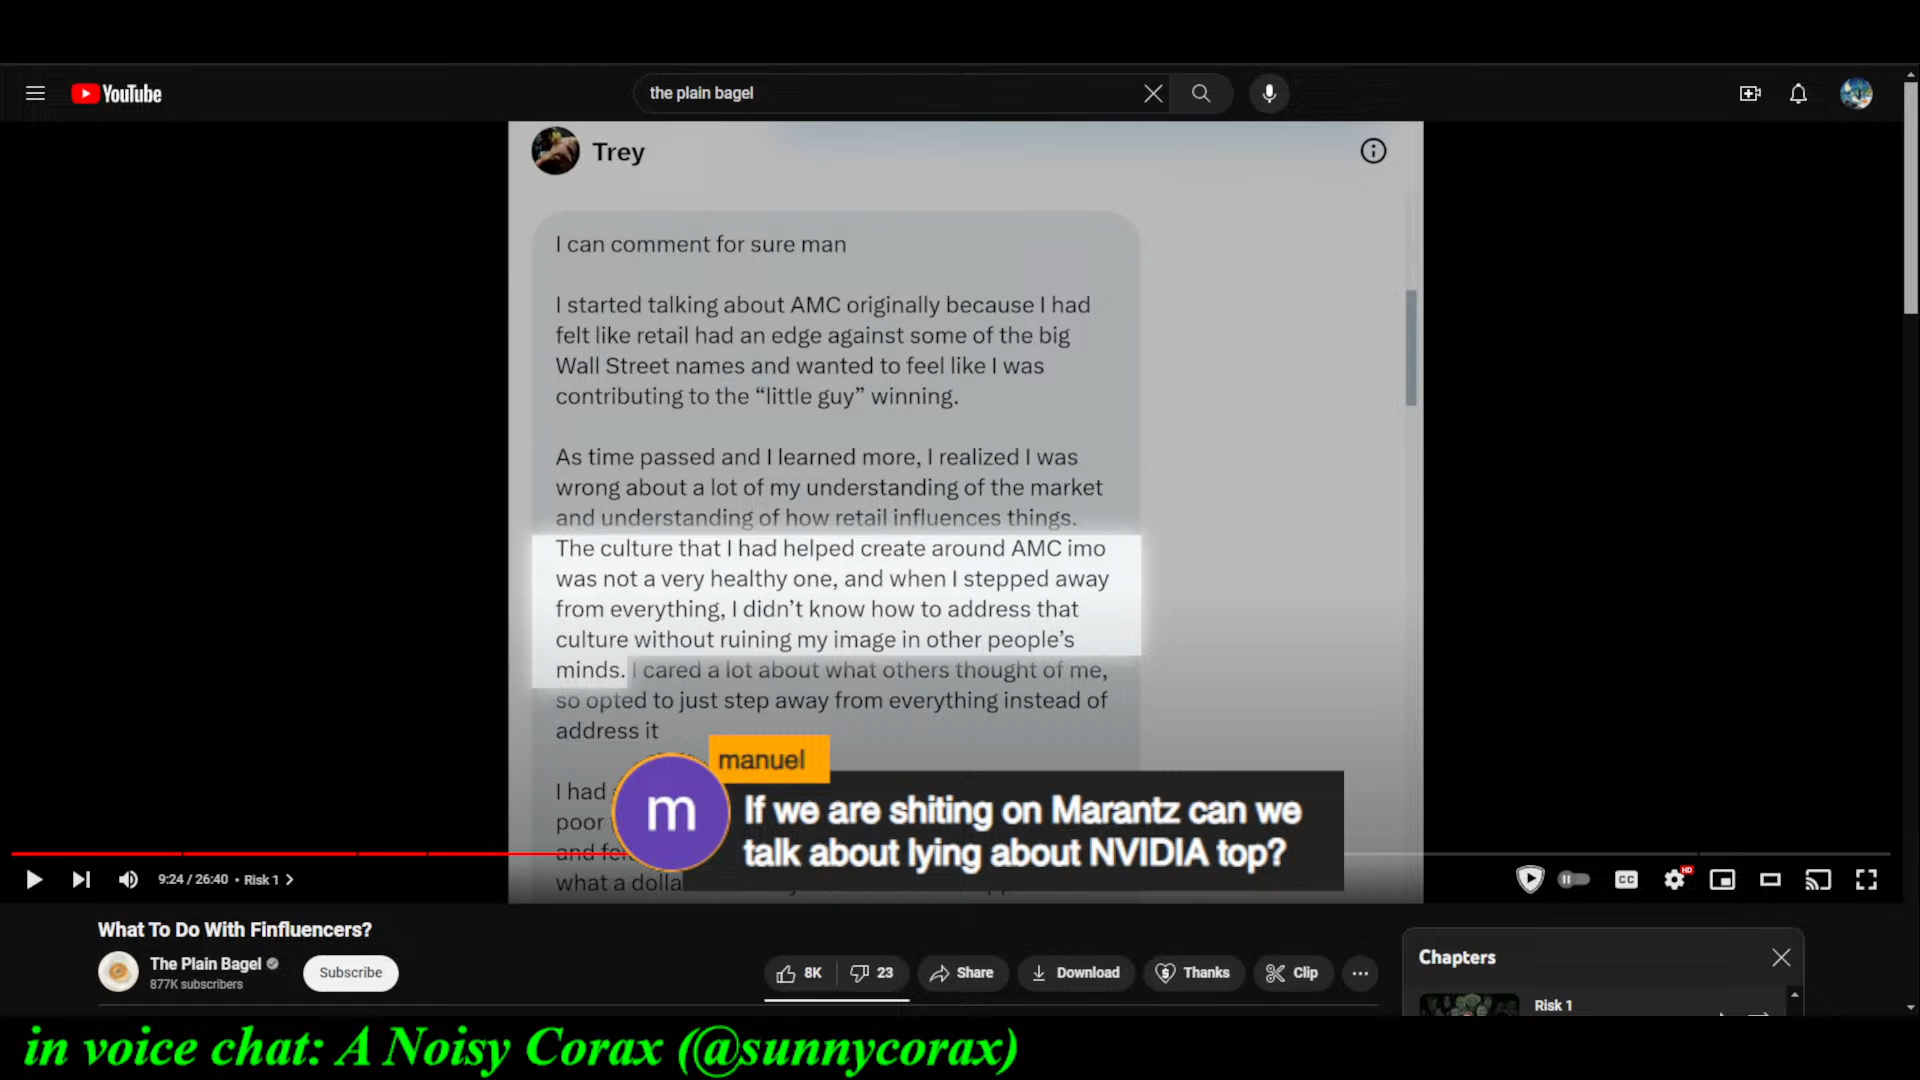 YouTube
the plain bagel
Trey
I can comment for sure man
I started talking about AMC originally because I had
felt like retail had an edge against some of the big
Wall Street names and wanted to feel like I was
contributing to the “little guy” winning.
As time passed and I learned more, I realized I was
wrong about a lot of my understanding of the market
and understanding of how retail influences things.
The culture that I had helped create around AMC imo
was not a very healthy one, and when I stepped away
from everything, I didn’t know how to address that
culture without ruining my image in other people’s
minds. I cared a lot about what others thought of me,
so opted to just step away from everything instead of
address it
I had
poor
and
what a dolla
manuel
m
If we are shiting on Marantz can we
talk about lying about NVIDIA top?
9:24 / 26:40 • Risk 1
CC
HD
What To Do With Finfluencers?
The Plain Bagel
877K subscribers
Subscribe
8K
23
Share
Download
Thanks
Clip
Chapters
Risk 1
in voice chat: A Noisy Corax (@sunnycorax)